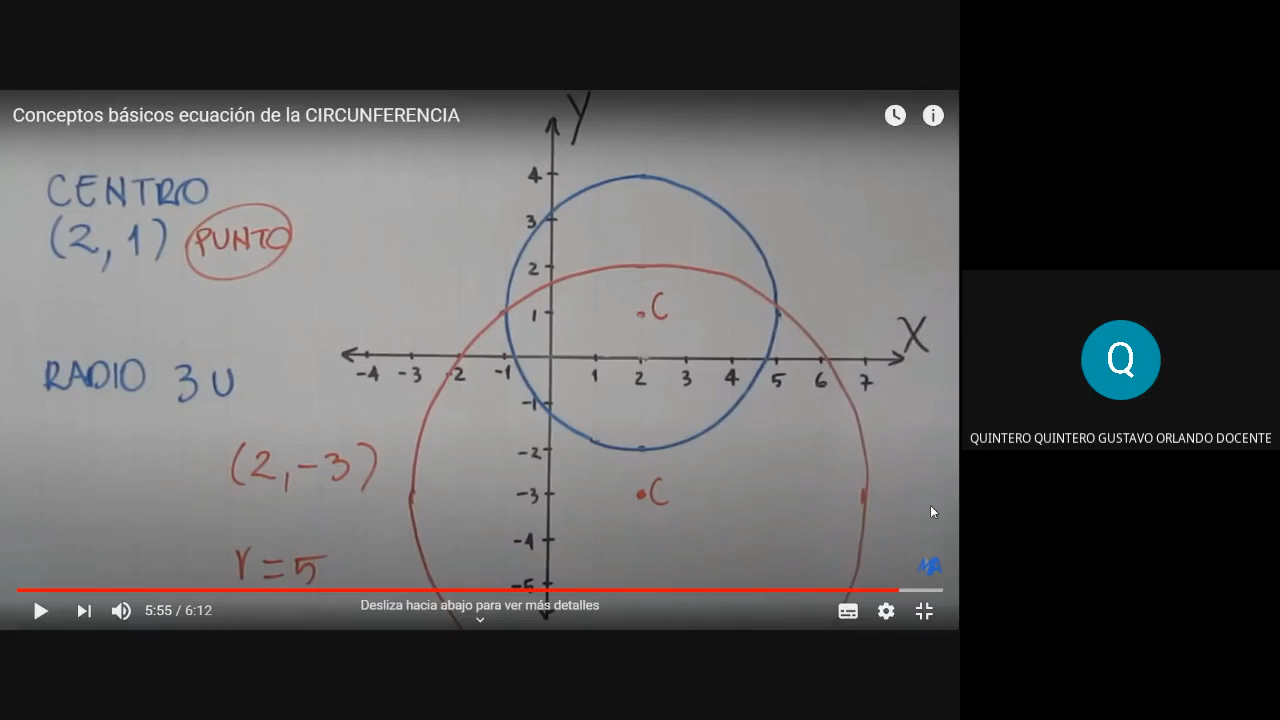 Conceptos básicos ecuación de la CIRCUNFERENCIA
Y
CENTRO
(2, 1) PUNTO
RADIO 3 U
(2, -3)
r = 5
4
3
2
1
C
X
-4 -3 -2 -1 1 2 3 4 5 6 7
-1
-2
-3
C
-4
-5
MA
5:55 / 6:12
Desliza hacia abajo para ver más detalles
Q
QUINTERO QUINTERO GUSTAVO ORLANDO DOCENTE